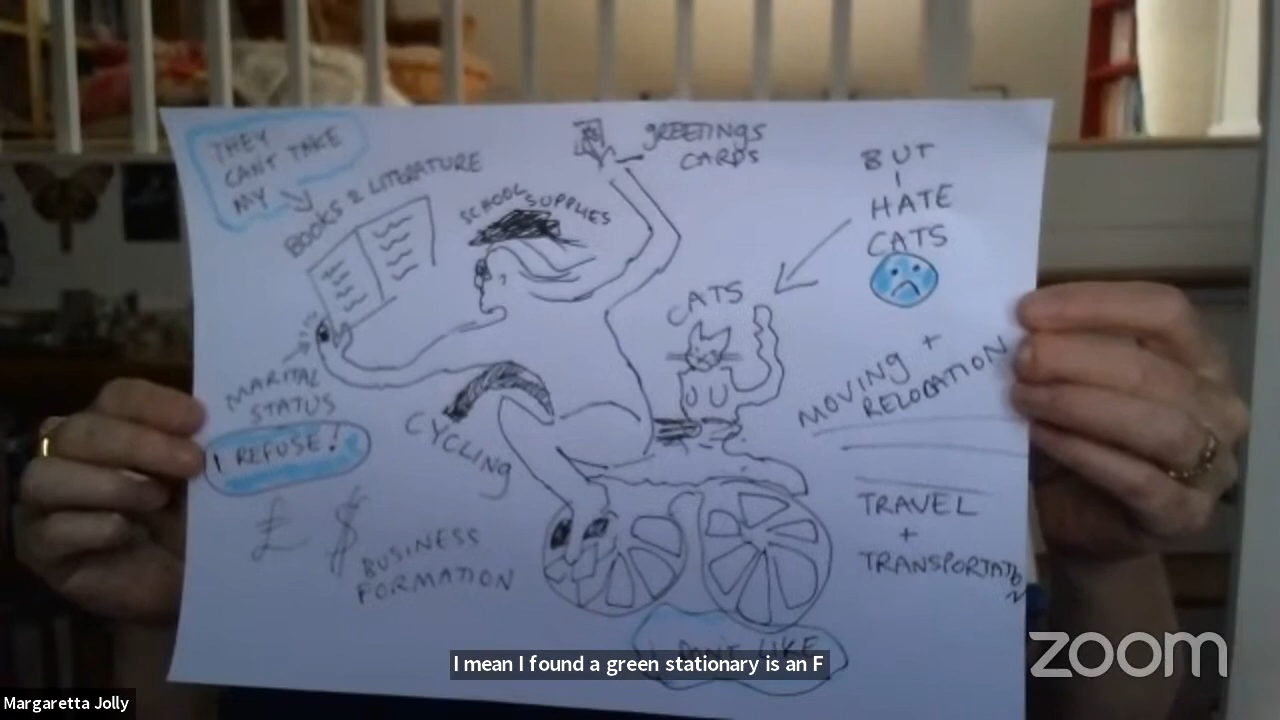 THEY
CANT TAKE
MY
BOOKS & LITERATURE
SCHOOL SUPPLIES
GREETINGS
CARDS
BUT
I
HATE
CATS
CATS
MARITAL
STATUS
I REFUSE!
CYCLING
MOVING +
RELOCATION
£ $
BUSINESS
FORMATION
TRAVEL
+
TRANSPORTATION
I DON'T LIKE
I mean I found a green stationary is an F
Margaretta Jolly
zoom